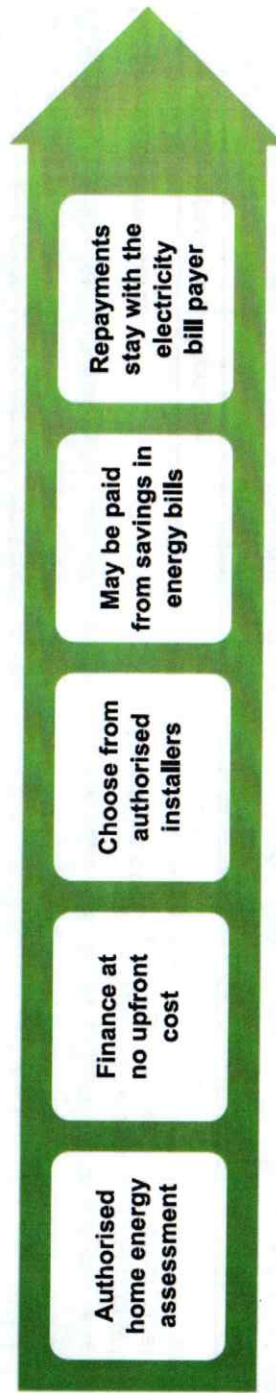 Authorised
home energy
assessment
Finance at
no upfront
cost
Choose from
authorised
installers
May be paid
from savings in
energy bills
Repayments
stay with the
electricity
bill payer